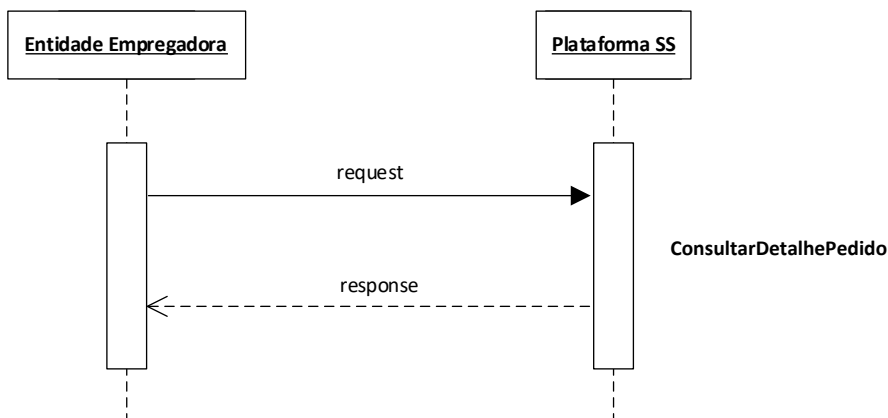 Entidade Empregadora
Plataforma SS
request
ConsultarDetalhePedido
response